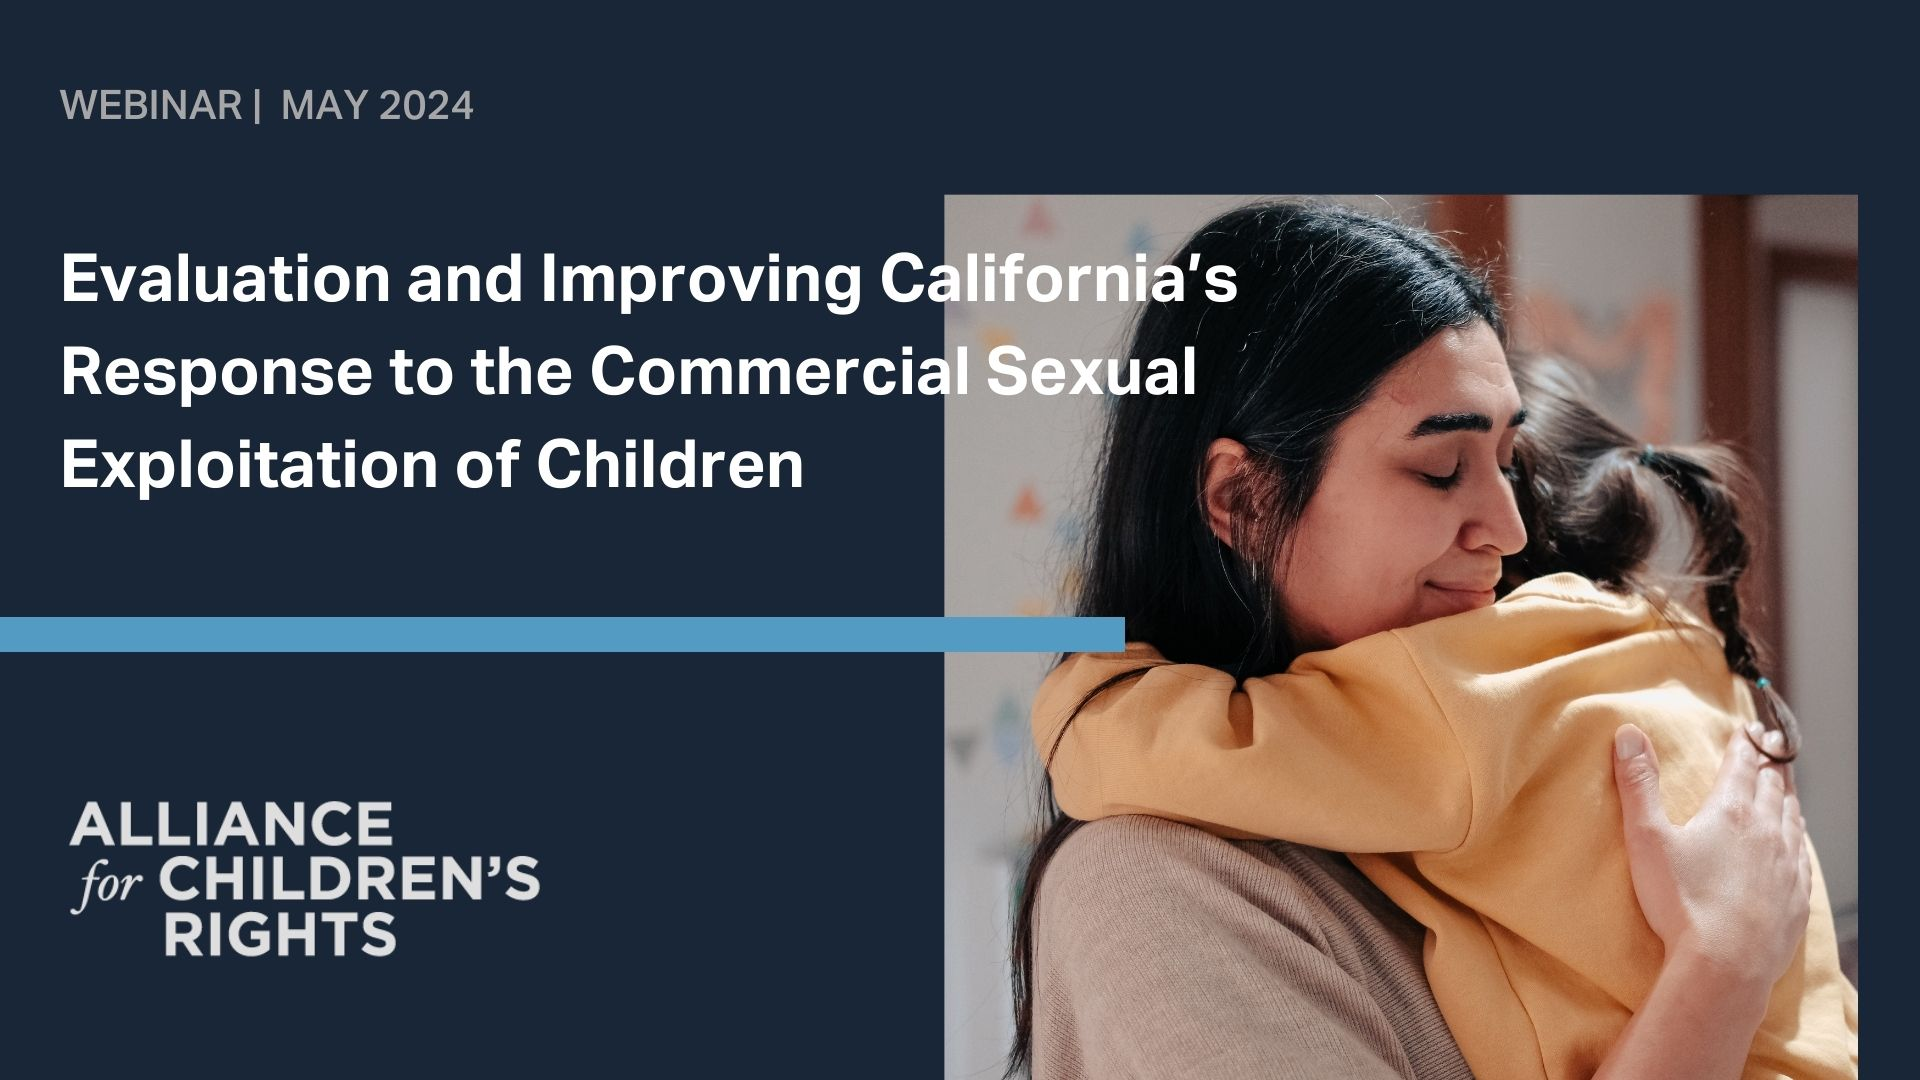 WEBINAR | MAY 2024
Evaluation and Improving California's
Response to the Commercial Sexual
Exploitation of Children
ALLIANCE
for CHILDREN'S
RIGHTS